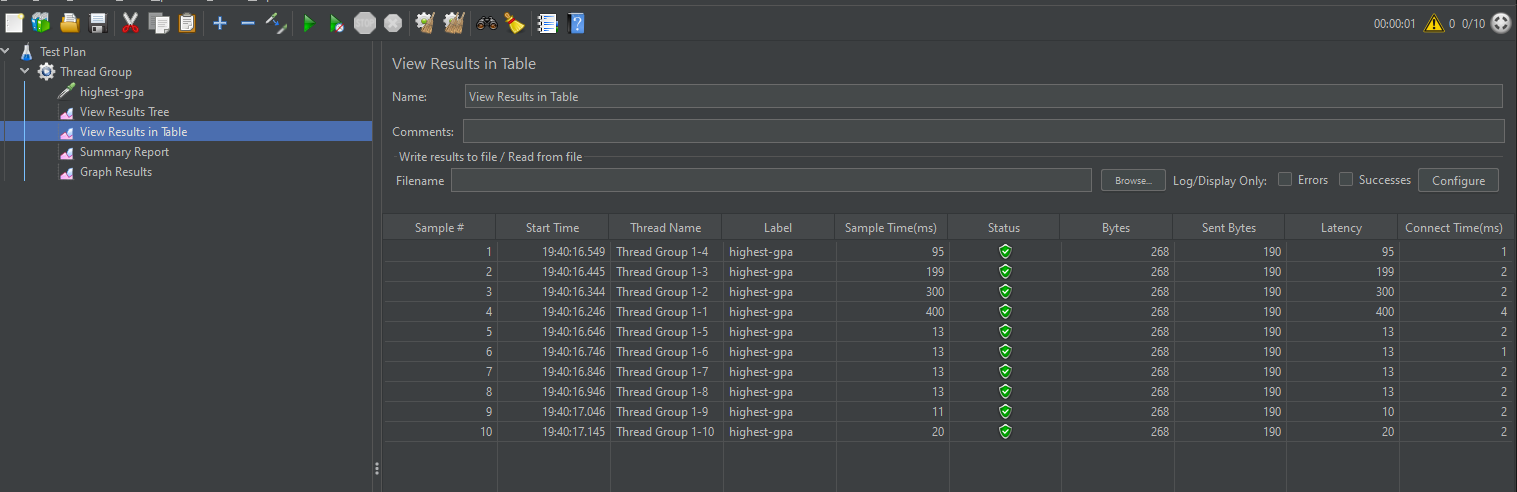 00:00:01 0 0/10
Test Plan
Thread Group
highest-gpa
View Results Tree
View Results in Table
Summary Report
Graph Results
View Results in Table
Name: View Results in Table
Comments:
Write results to file / Read from file
Filename Browse... Log/Display Only: Errors Successes Configure
Sample # Start Time Thread Name Label Sample Time(ms) Status Bytes Sent Bytes Latency Connect Time(ms)
1 19:40:16.549 Thread Group 1-4 highest-gpa 95 268 190 95 1
2 19:40:16.445 Thread Group 1-3 highest-gpa 199 268 190 199 2
3 19:40:16.344 Thread Group 1-2 highest-gpa 300 268 190 300 2
4 19:40:16.246 Thread Group 1-1 highest-gpa 400 268 190 400 4
5 19:40:16.646 Thread Group 1-5 highest-gpa 13 268 190 13 2
6 19:40:16.746 Thread Group 1-6 highest-gpa 13 268 190 13 1
7 19:40:16.846 Thread Group 1-7 highest-gpa 13 268 190 13 2
8 19:40:16.946 Thread Group 1-8 highest-gpa 13 268 190 13 2
9 19:40:17.046 Thread Group 1-9 highest-gpa 11 268 190 10 2
10 19:40:17.145 Thread Group 1-10 highest-gpa 20 268 190 20 2